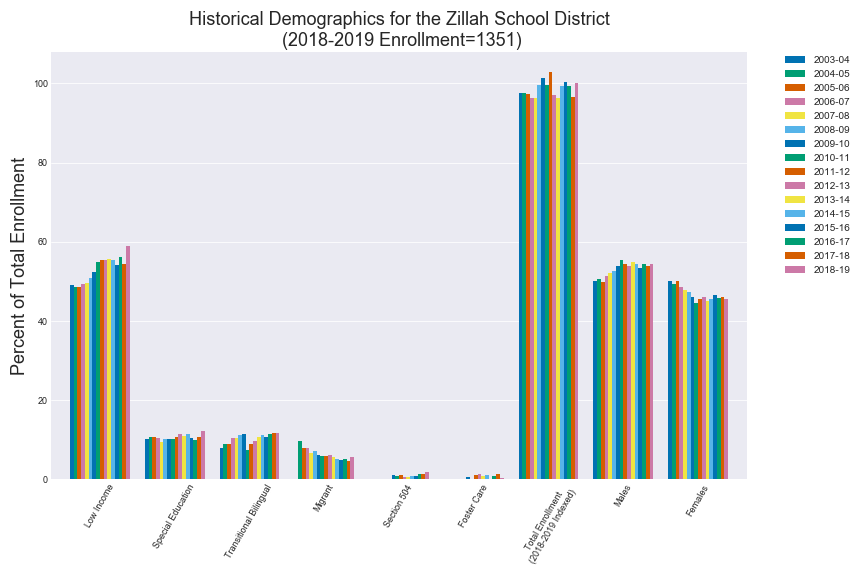 Historical Demographics for the Zillah School District
(2018-2019 Enrollment=1351)
Percent of Total Enrollment
100
80
60
40
20
0
Low Income
Special Education
Transitional Bilingual
Migrant
Section 504
Foster Care
Total Enrollment
(2018-2019 Indexed)
Males
Females
2003-04
2004-05
2005-06
2006-07
2007-08
2008-09
2009-10
2010-11
2011-12
2012-13
2013-14
2014-15
2015-16
2016-17
2017-18
2018-19